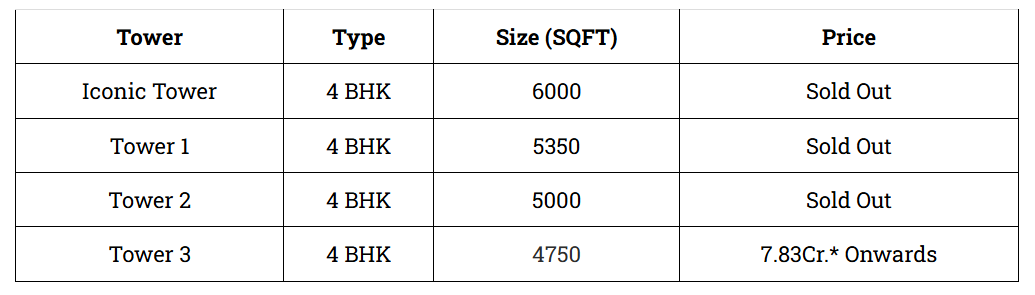 Tower Type Size (SQFT) Price
Iconic Tower 4 BHK 6000 Sold Out
Tower 1 4 BHK 5350 Sold Out
Tower 2 4 BHK 5000 Sold Out
Tower 3 4 BHK 4750 7.83Cr.* Onwards